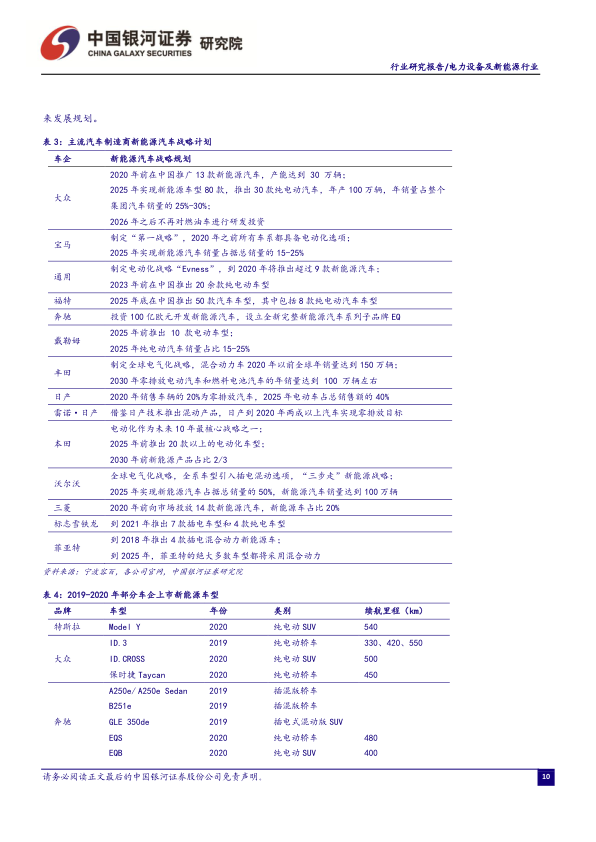 中国银河证券 研究院
CHINA GALAXY SECURITIES
行业研究报告/电力设备及新能源行业
来发展规划。
表 3：主流汽车制造商新能源汽车战略计划
车企 新能源汽车战略规划
2020 年前在中国推广 13 款新能源汽车，产能达到 30 万辆；
2025 年实现新能源车型 80 款，推出 30 款纯电动汽车，年产 100 万辆，年销量占整个
大众
集团汽车销量的 25%-30%；
2026 年之后不再对燃油车进行研发投资
制定“第一战略”，2020 年之前所有车系都具备电动化选项；
宝马
2025 年实现新能源车销量占据总销量的 15-25%
制定电动化战略“Evness”，到 2020 年将推出超过 9 款新能源汽车；
通用
2023 年前在中国推出 20 余款纯电动车型
福特 2025 年底在中国推出 50 款汽车车型，其中包括 8 款纯电动汽车车型
奔驰 投资 100 亿欧元开发新能源汽车，设立全新完整新能源汽车系列子品牌 EQ
2025 年前推出 10 款电动车型；
戴勒姆
2025 年纯电动汽车销量占比 15-25%
制定全球电气化战略，混合动力车 2020 年以前全球年销量达到 150 万辆；
丰田
2030 年零排放电动汽车和燃料电池汽车的年销量达到 100 万辆左右
日产 2020 年销售车辆的 20%为零排放汽车，2025 年电动车占总销售额的 40%
雷诺·日产 借鉴日产技术推出混动产品，日产到 2020 年两成以上汽车实现零排放目标
电动化作为未来 10 年最核心战略之一；
本田 2025 年前推出 20 款以上的电动化车型；
2030 年前新能源产品占比 2/3
全球电气化战略，全系车型引入插电混动选项，“三步走”新能源战略；
沃尔沃
2025 年实现新能源汽车占据总销量的 50%，新能源汽车销量达到 100 万辆
三菱 2020 年前向市场投放 14 款新能源汽车，新能源车占比 20%
标志雪铁龙 到 2021 年推出 7 款插电车型和 4 款纯电车型
到 2018 年推出 4 款插电混合动力新能源车；
菲亚特
到 2025 年，菲亚特的绝大多数车型都将采用混合动力
资料来源：宁波容百，各公司官网，中国银河证券研究院
表 4：2019-2020 年部分车企上市新能源车型
品牌 车型 年份 类别 续航里程（km）
特斯拉 Model Y 2020 纯电动 SUV 540
ID.3 2019 纯电动轿车 330、420、550
大众 ID.CROSS 2020 纯电动 SUV 500
保时捷 Taycan 2020 纯电动轿车 450
A250e/A250e Sedan 2019 插混版轿车
B251e 2019 插混版轿车
奔驰 GLE 350de 2019 插电式混动版 SUV
EQS 2020 纯电动轿车 480
EQB 2020 纯电动 SUV 400
请务必阅读正文最后的中国银河证券股份公司免责声明。
10